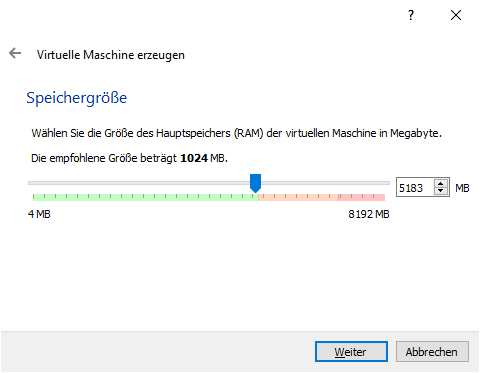 ?
Virtuelle Maschine erzeugen
Speichergröße
Wählen Sie die Größe des Hauptspeichers (RAM) der virtuellen Maschine in Megabyte.
Die empfohlene Größe beträgt 1024 MB.
5183 MB
4 MB 8192 MB
Weiter Abbrechen